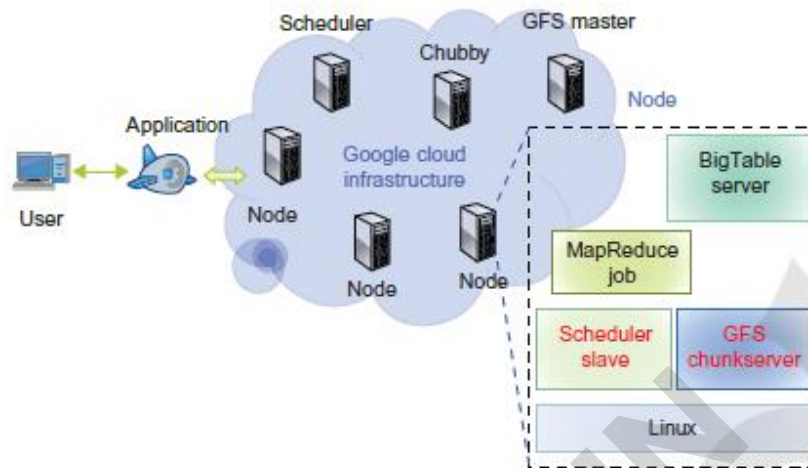 Scheduler
GFS master
Chubby
Node
Application
Google cloud
infrastructure
User
Node
Node
Node
BigTable
server
MapReduce
job
Scheduler
slave
GFS
chunkserver
Linux